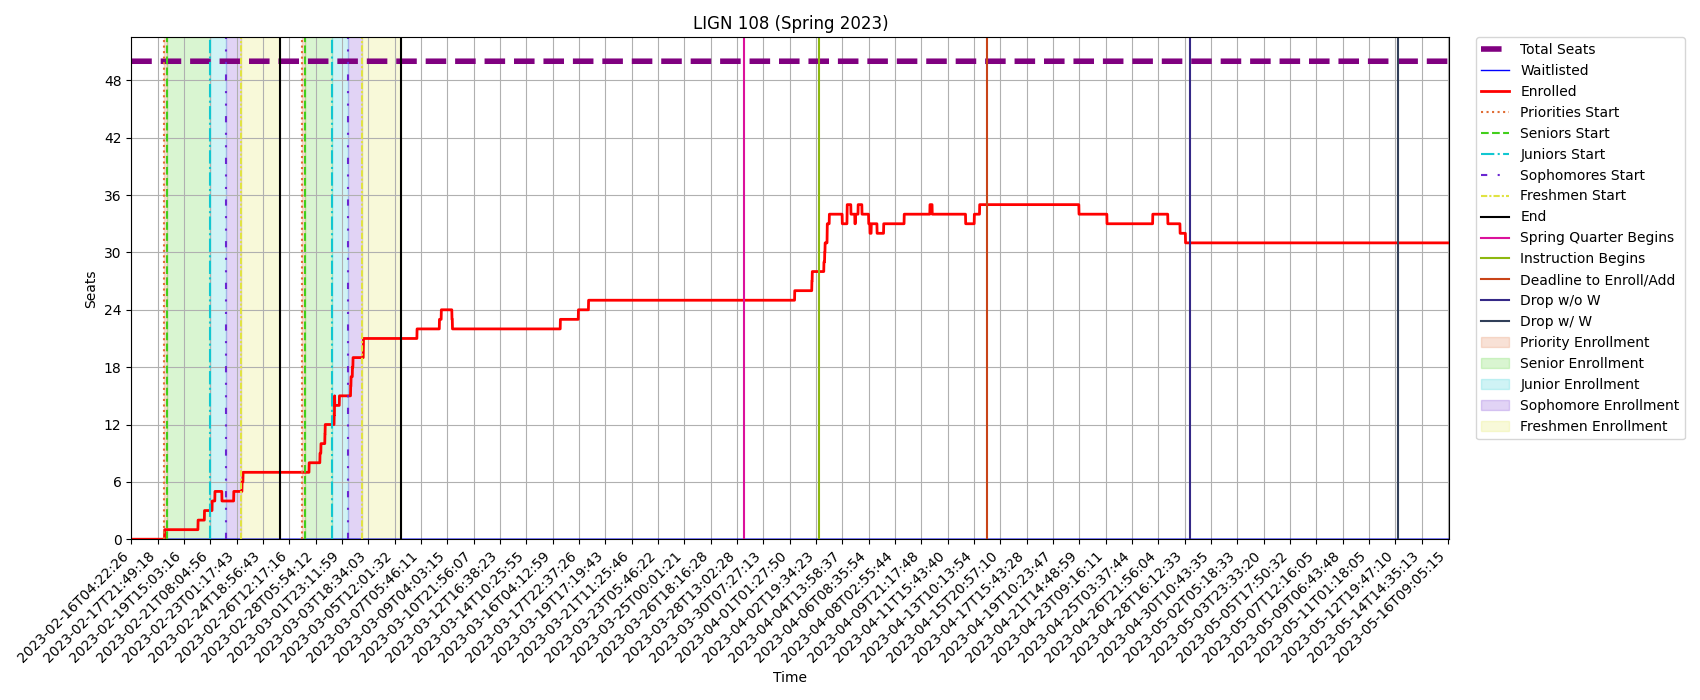 LIGN 108 (Spring 2023)
Seats
48
42
36
30
24
18
12
6
0
2023-02-16T04:22:26
2023-02-17T21:49:18
2023-02-19T15:03:16
2023-02-21T08:04:56
2023-02-23T01:17:43
2023-02-24T18:56:43
2023-02-26T12:17:16
2023-02-28T05:54:12
2023-03-01T23:11:59
2023-03-03T18:34:03
2023-03-05T12:01:32
2023-03-07T05:46:11
2023-03-09T04:03:15
2023-03-10T21:56:07
2023-03-12T16:38:23
2023-03-14T10:25:55
2023-03-16T04:12:59
2023-03-17T22:37:26
2023-03-19T17:19:43
2023-03-21T11:25:46
2023-03-23T05:46:22
2023-03-25T00:01:21
2023-03-26T18:16:28
2023-03-28T13:02:28
2023-03-30T07:27:13
2023-04-01T01:27:50
2023-04-02T19:34:23
2023-04-04T13:58:37
2023-04-06T08:35:54
2023-04-08T02:55:44
2023-04-09T21:17:48
2023-04-11T15:43:40
2023-04-13T10:13:54
2023-04-15T20:57:10
2023-04-17T15:43:28
2023-04-19T10:23:47
2023-04-21T14:48:59
2023-04-23T09:16:11
2023-04-25T03:37:44
2023-04-26T21:56:04
2023-04-28T16:12:33
2023-04-30T10:43:35
2023-05-02T05:18:33
2023-05-03T23:33:20
2023-05-05T17:50:32
2023-05-07T12:16:05
2023-05-09T06:43:48
2023-05-11T01:18:05
2023-05-12T19:47:10
2023-05-14T14:35:13
2023-05-16T09:05:15
Time
Total Seats
Waitlisted
Enrolled
Priorities Start
Seniors Start
Juniors Start
Sophomores Start
Freshmen Start
End
Spring Quarter Begins
Instruction Begins
Deadline to Enroll/Add
Drop w/o W
Drop w/ W
Priority Enrollment
Senior Enrollment
Junior Enrollment
Sophomore Enrollment
Freshmen Enrollment